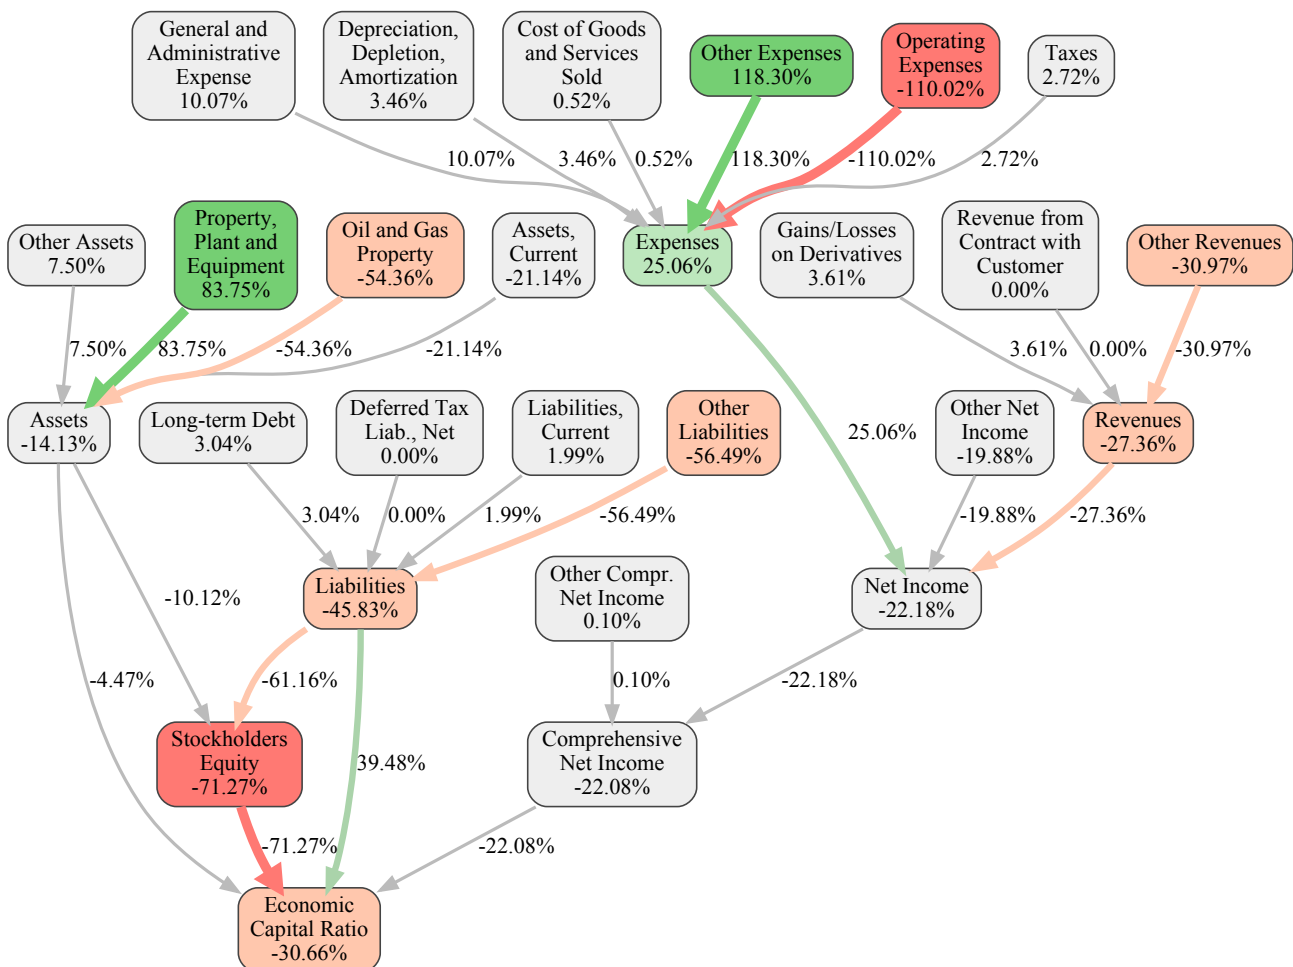 General and
Administrative
Expense
10.07%
Depreciation,
Depletion,
Amortization
3.46%
Cost of Goods
and Services
Sold
0.52%
Other Expenses
118.30%
Operating
Expenses
-110.02%
Taxes
2.72%
10.07%
3.46%
0.52%
118.30%
-110.02%
2.72%
Other Assets
7.50%
Property,
Plant and
Equipment
83.75%
Oil and Gas
Property
-54.36%
Assets,
Current
-21.14%
Expenses
25.06%
Gains/Losses
on Derivatives
3.61%
Revenue from
Contract with
Customer
0.00%
Other Revenues
-30.97%
7.50%
83.75%
-54.36%
-21.14%
3.61%
0.00%
-30.97%
Assets
-14.13%
Long-term Debt
3.04%
Deferred Tax
Liab., Net
0.00%
Liabilities,
Current
1.99%
Other
Liabilities
-56.49%
25.06%
Other Net
Income
-19.88%
Revenues
-27.36%
3.04%
0.00%
1.99%
-56.49%
-19.88%
-27.36%
-10.12%
Liabilities
-45.83%
Other Compr.
Net Income
0.10%
Net Income
-22.18%
-4.47%
-61.16%
0.10%
-22.18%
Stockholders
Equity
-71.27%
39.48%
Comprehensive
Net Income
-22.08%
-71.27%
-22.08%
Economic
Capital Ratio
-30.66%